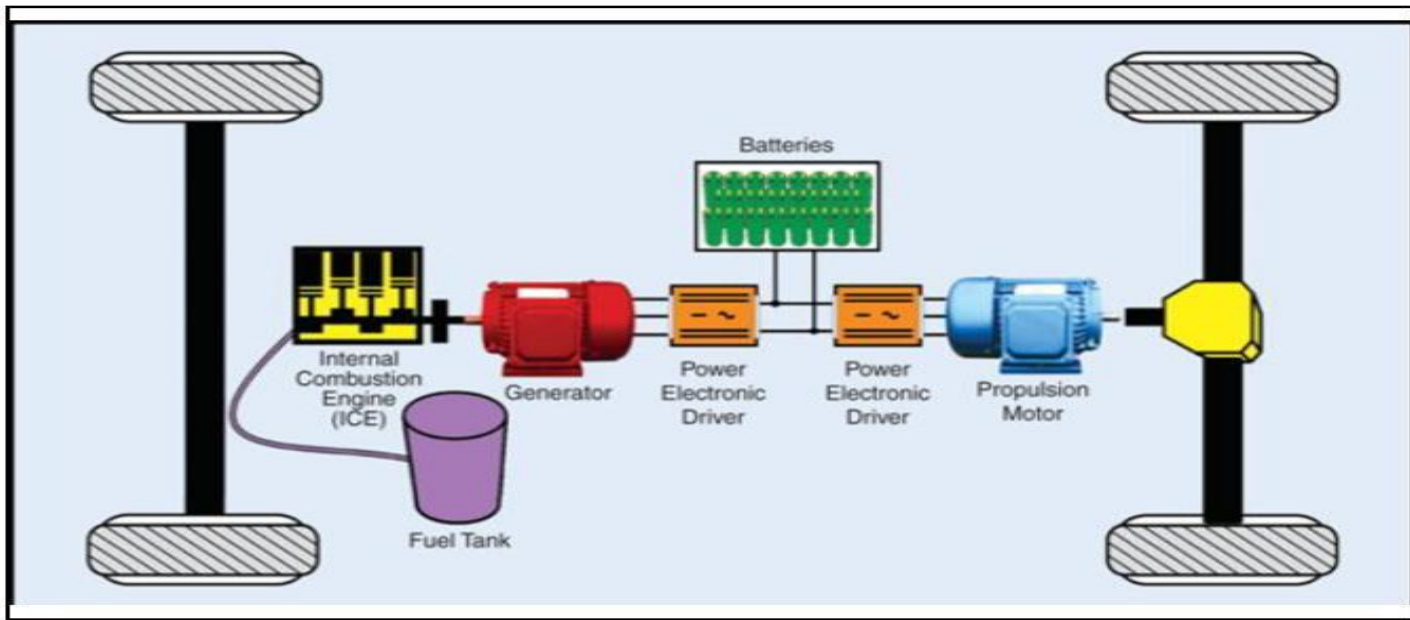 Batteries
Internal
Combustion
Engine
(ICE)
Generator
Power
Electronic
Driver
Power
Electronic
Driver
Propulsion
Motor
Fuel Tank